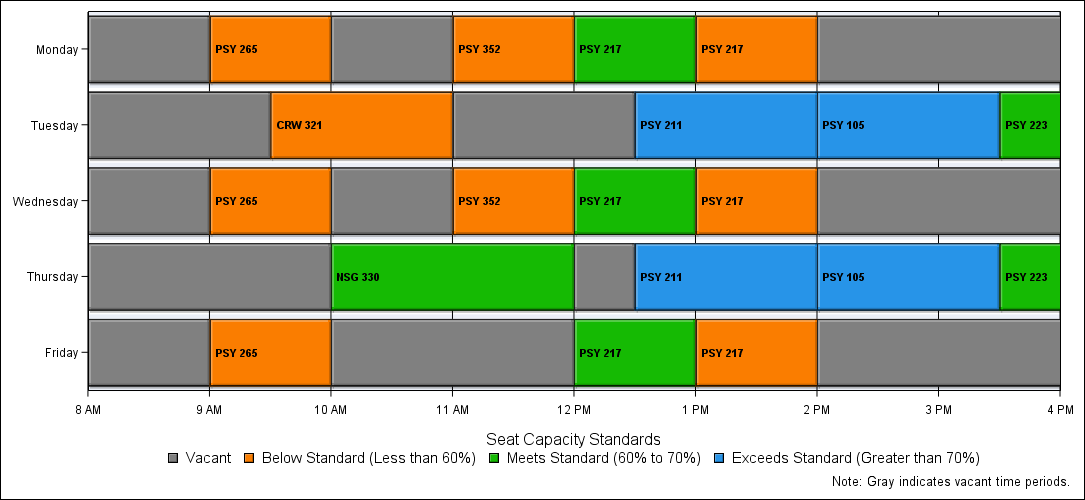 Monday PSY 265 PSY 352 PSY 217 PSY 217
Tuesday CRW 321 PSY 211 PSY 105 PSY 223
Wednesday PSY 265 PSY 352 PSY 217 PSY 217
Thursday NSG 330 PSY 211 PSY 105 PSY 223
Friday PSY 265 PSY 217 PSY 217
8 AM 9 AM 10 AM 11 AM 12 PM 1 PM 2 PM 3 PM 4 PM
Seat Capacity Standards
Vacant Below Standard (Less than 60%) Meets Standard (60% to 70%) Exceeds Standard (Greater than 70%)
Note: Gray indicates vacant time periods.